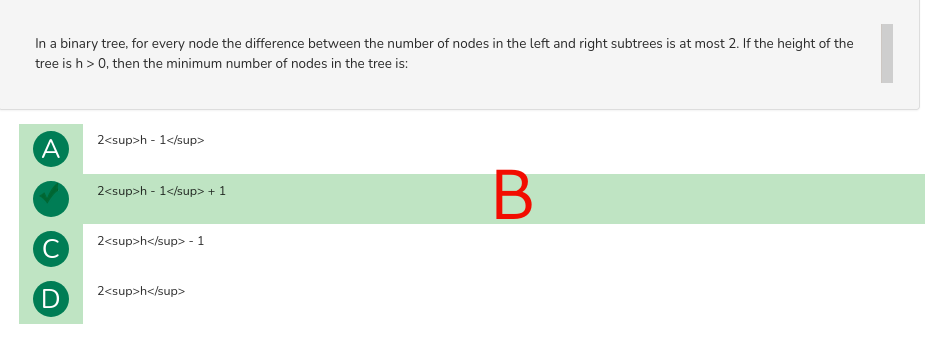 In a binary tree, for every node the difference between the number of nodes in the left and right subtrees is at most 2. If the height of the
tree is h > 0, then the minimum number of nodes in the tree is:
A 2<sup>h - 1</sup>
2<sup>h - 1</sup> + 1 B
C 2<sup>h</sup> - 1
D 2<sup>h</sup>